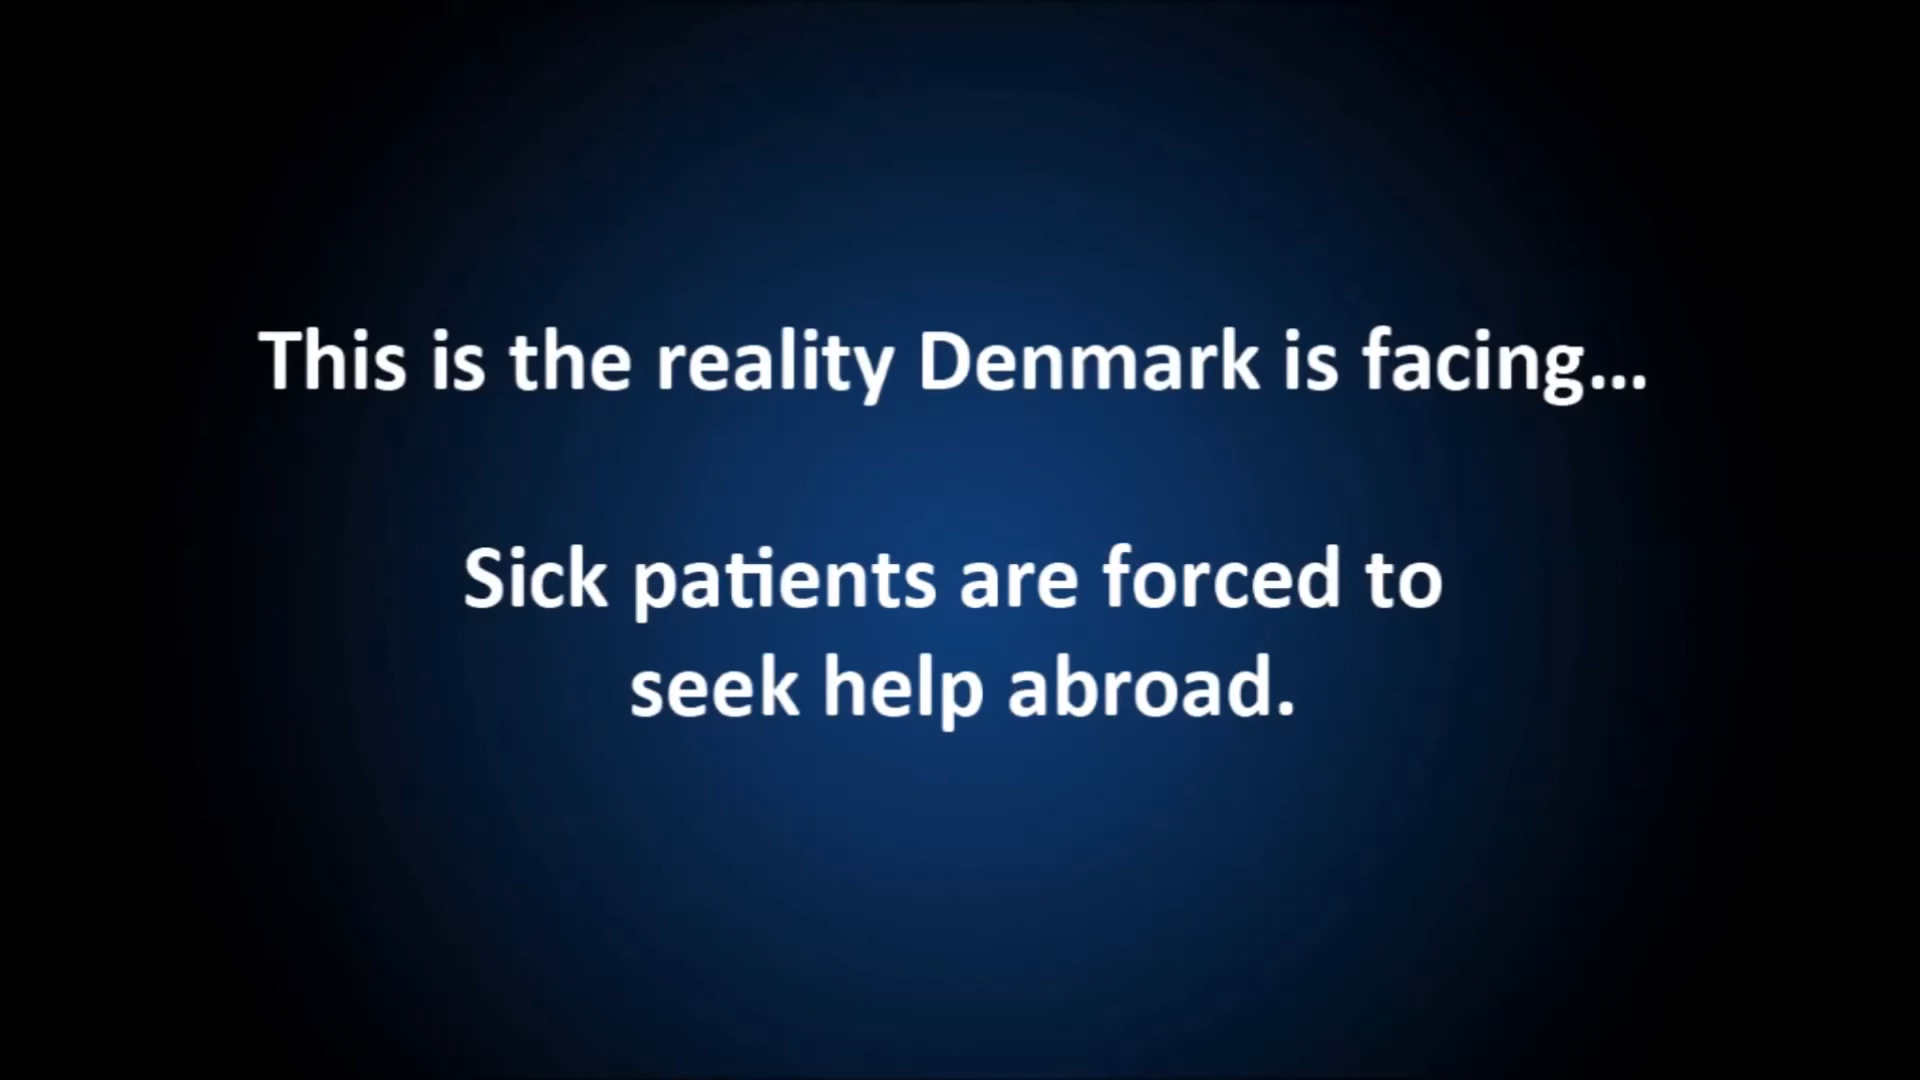 This is the reality Denmark is facing...
Sick patients are forced to
seek help abroad.